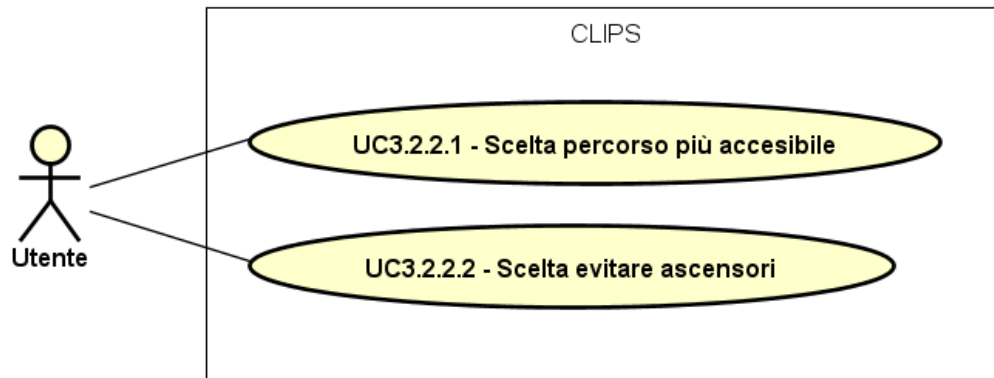 CLIPS
UC3.2.2.1 - Scelta percorso più accesibile
Utente
UC3.2.2.2 - Scelta evitare ascensori